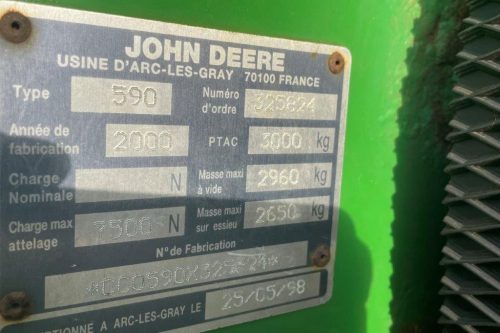 JOHN DEERE
USINE D'ARC-LES-GRAY 70100 FRANCE
Type 590 Numéro d'ordre 325824
Année de fabrication 2000 PTAC 3000 kg
Charge Nominale N Masse maxi à vide 2960 kg
Charge max attelage 7500 N Masse maxi sur essieu 2650 kg
N° de Fabrication
À ARC-LES-GRAY LE 25/05/98